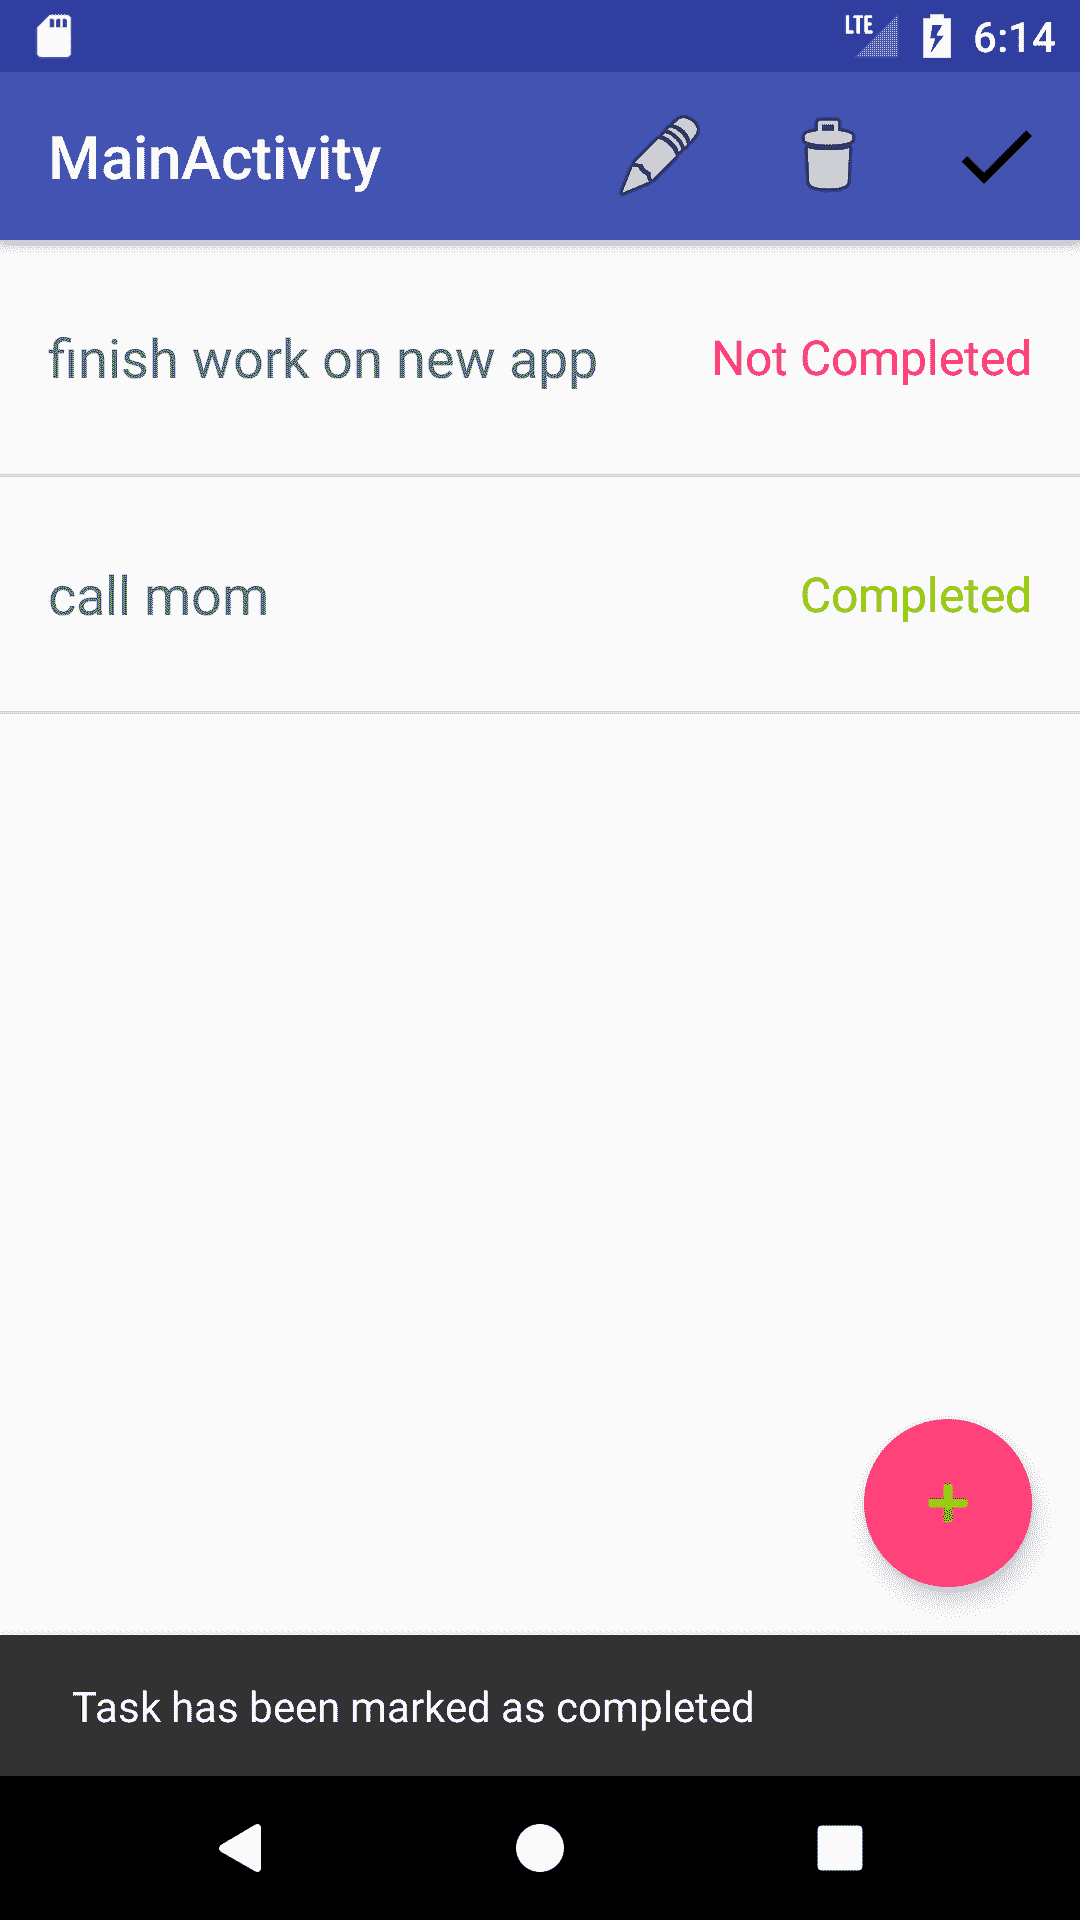 LTE 6:14
MainActivity
finish work on new app Not Completed
call mom Completed
Task has been marked as completed